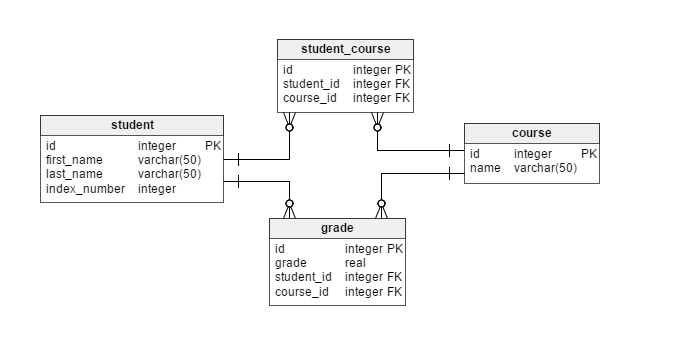 student_course
id integer PK
student_id integer FK
course_id integer FK
student
id integer PK
first_name varchar(50)
last_name varchar(50)
index_number integer
course
id integer PK
name varchar(50)
grade
id integer PK
grade real
student_id integer FK
course_id integer FK